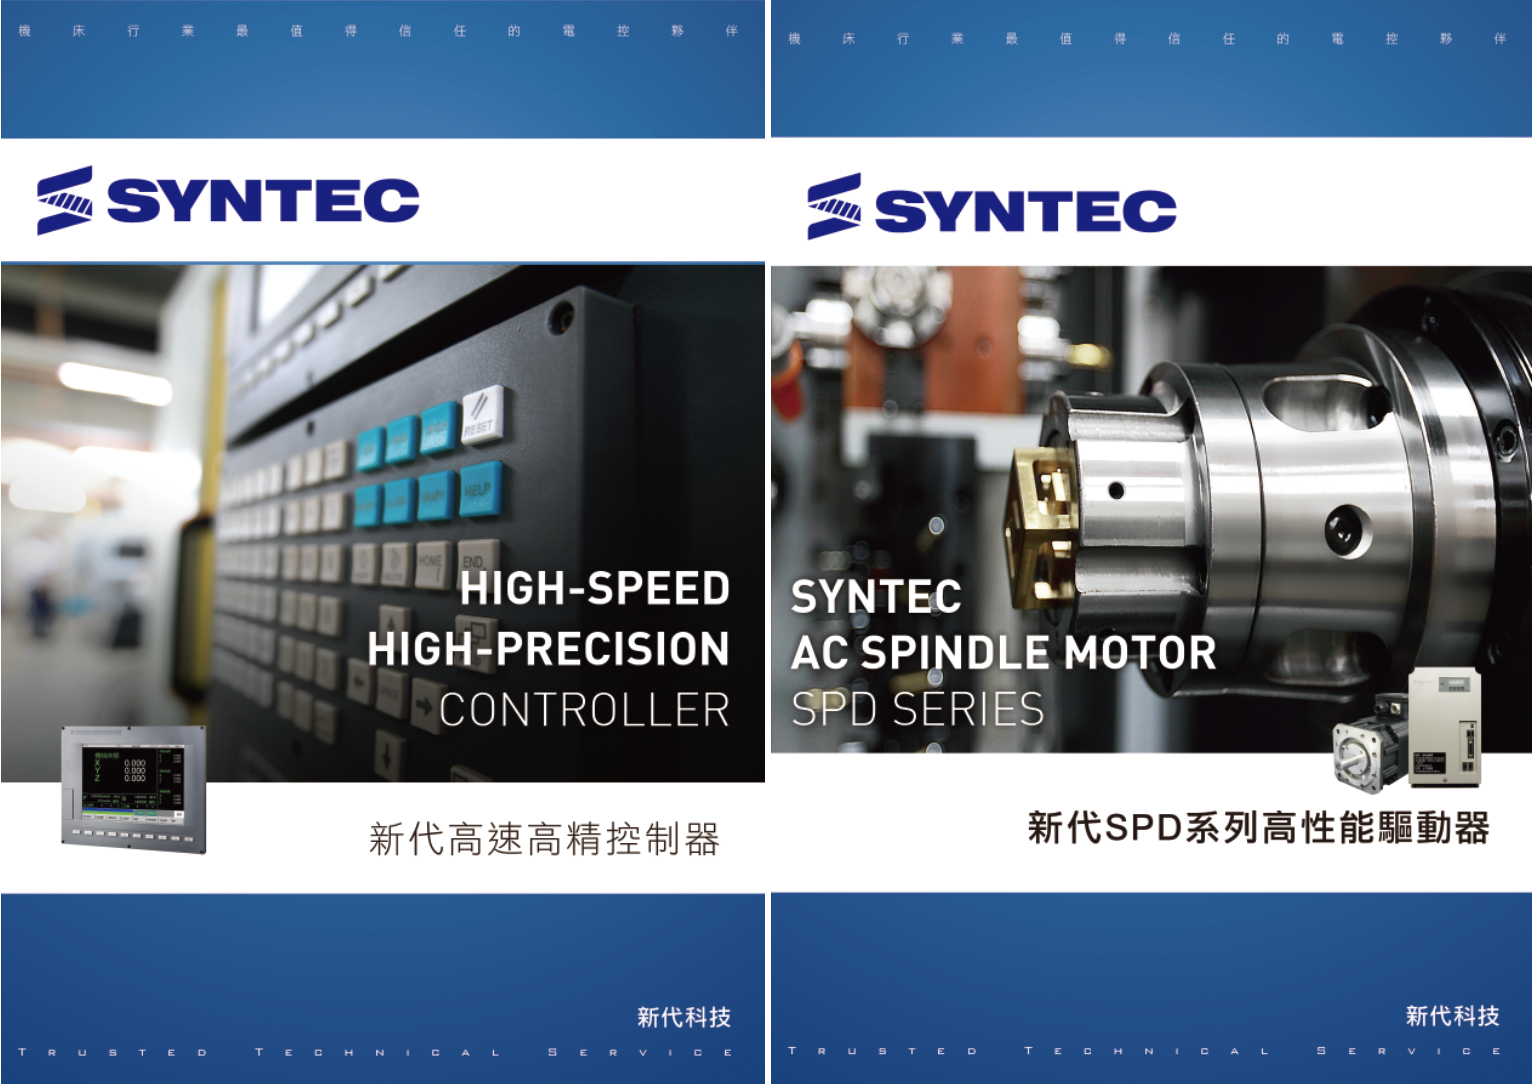 機床行業最值得信任的電控夥伴
SYNTEC
RESET
HELP
HOME
END
HIGH-SPEED
HIGH-PRECISION
CONTROLLER
機械座標
X 0.000
Y 0.000
Z 0.000
新代高速高精控制器
新代科技
TRUSTED TECHNICAL SERVICE
機床行業最值得信任的電控夥伴
SYNTEC
SYNTEC
AC SPINDLE MOTOR
SPD SERIES
新代SPD系列高性能驅動器
新代科技
TRUSTED TECHNICAL SERVICE